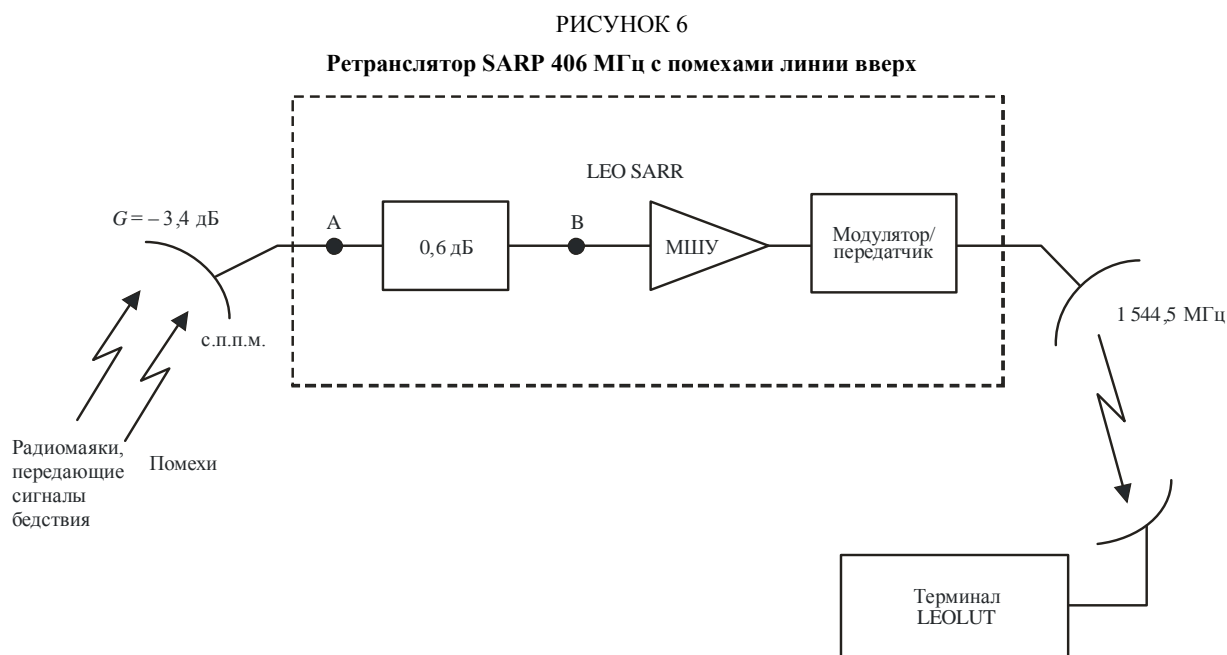 РИСУНОК 6
Ретранслятор SARP 406 МГц с помехами линии вверх
LEO SARR
G = – 3,4 дБ
A
B
0,6 дБ
МШУ
Модулятор/
передатчик
1 544,5 МГц
с.п.п.м.
Радиомаяки,
передающие
сигналы
бедствия
Помехи
Терминал
LEOLUT